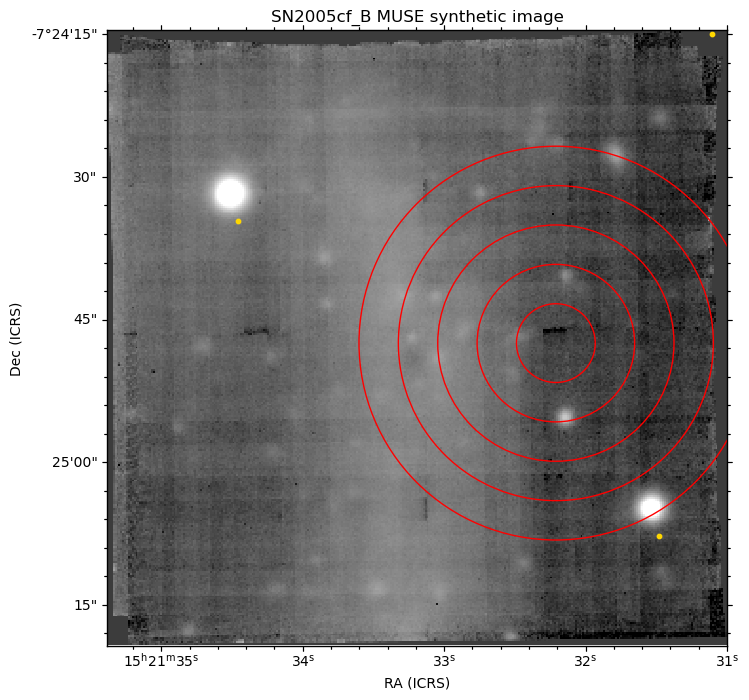 SN2005cf_B MUSE synthetic image
-7°24'15"
30"
45"
25'00"
15"
Dec (ICRS)
15ʰ21ᵐ35ˢ 34ˢ 33ˢ 32ˢ 31ˢ
RA (ICRS)